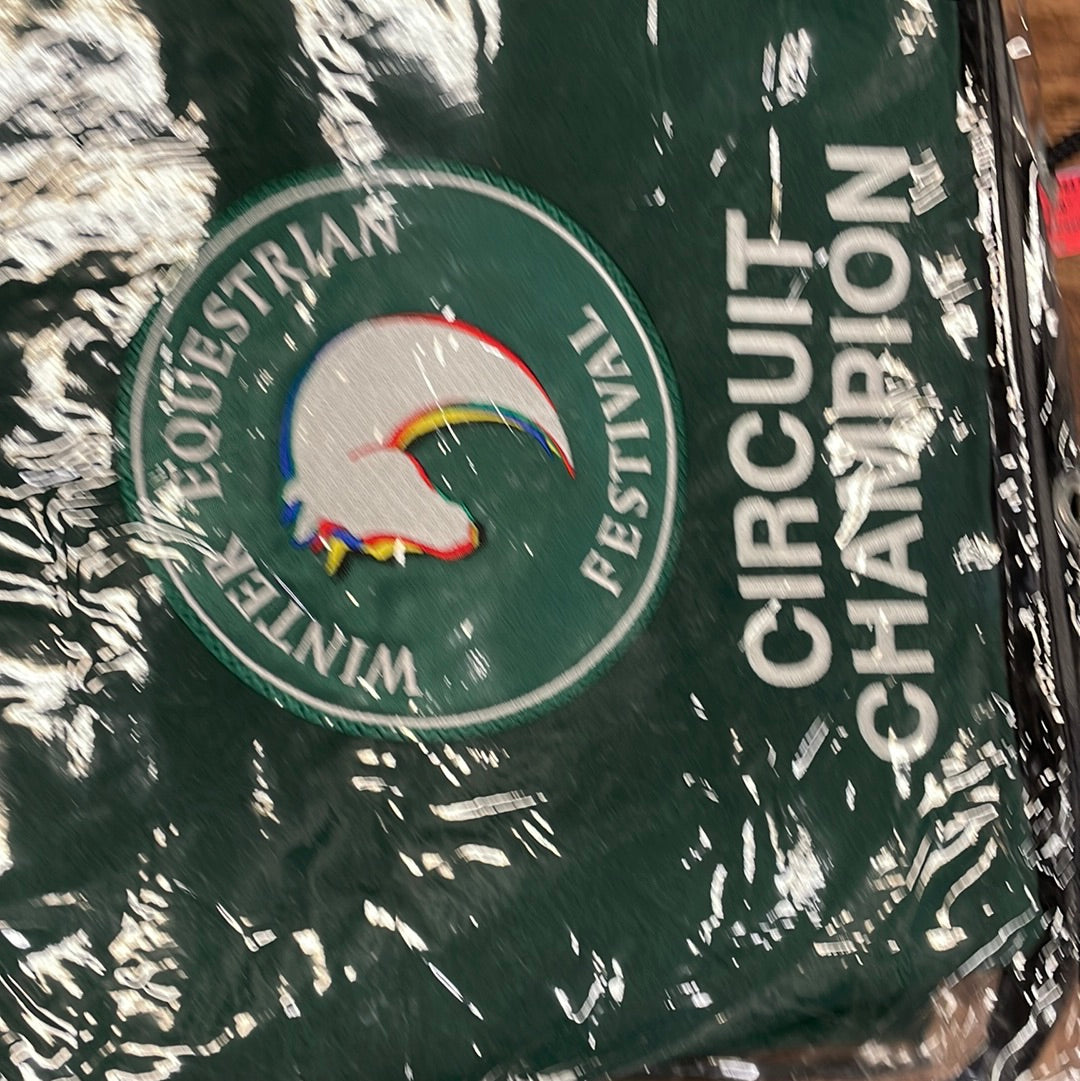 WINTER EQUESTRIAN
FESTIVAL
CIRCUIT
CHAMPION